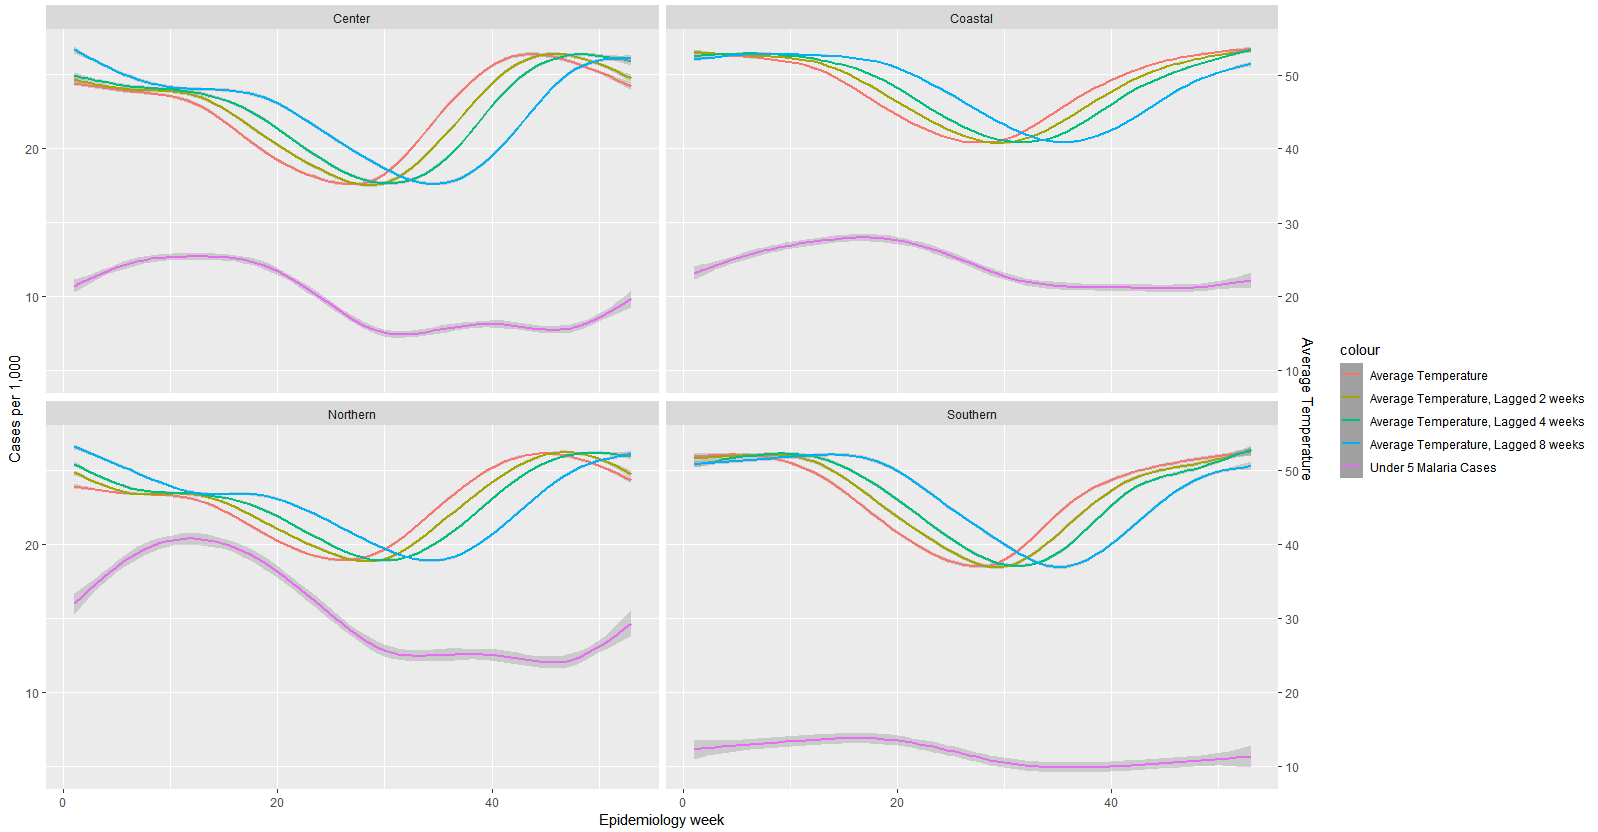 Center
Coastal
20
10
50
40
30
20
10
Northern
Southern
20
10
50
40
30
20
10
0
20
40
0
20
40
Epidemiology week
Cases per 1,000
Average Temperature
colour
Average Temperature
Average Temperature, Lagged 2 weeks
Average Temperature, Lagged 4 weeks
Average Temperature, Lagged 8 weeks
Under 5 Malaria Cases